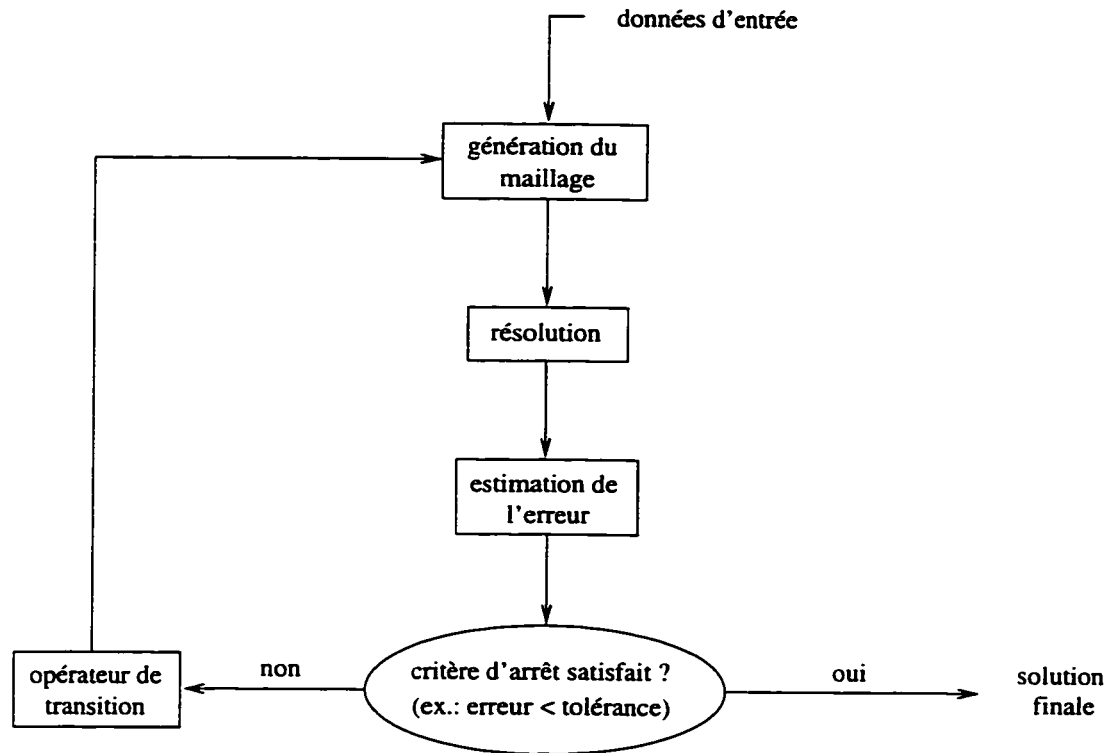 données d'entrée
génération du
maillage
résolution
estimation de
l'erreur
critère d'arrêt satisfait ?
(ex.: erreur < tolérance)
non
opérateur de
transition
oui
solution
finale